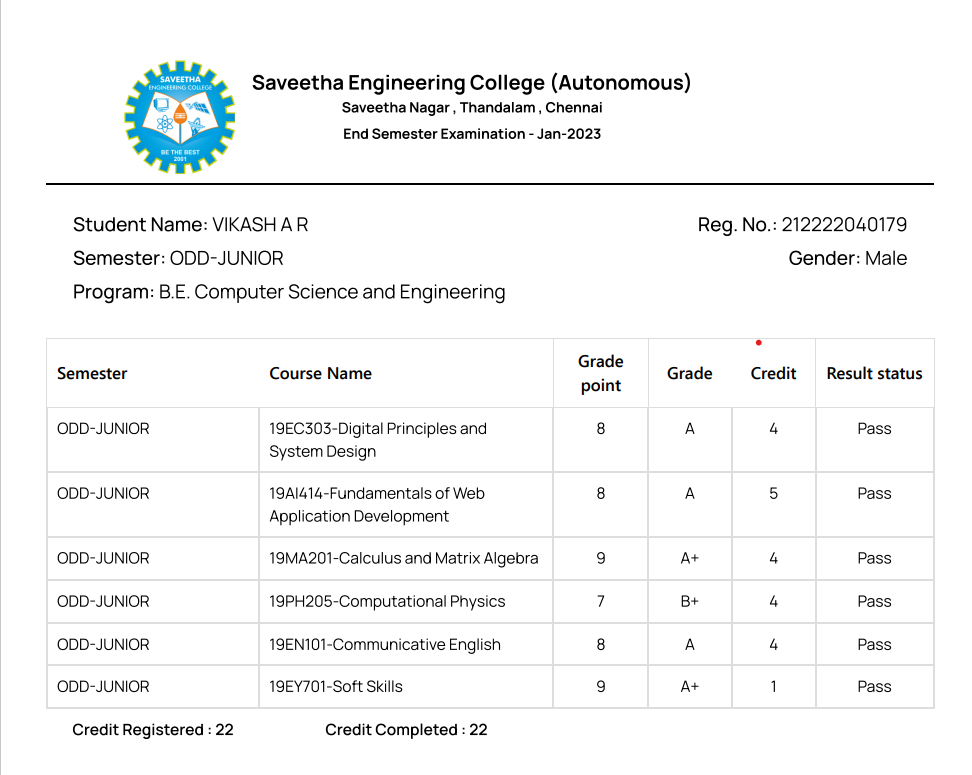 SAVEETHA
ENGINEERING COLLEGE
BE THE BEST
2001
Saveetha Engineering College (Autonomous)
Saveetha Nagar , Thandalam , Chennai
End Semester Examination - Jan-2023
Student Name: VIKASH A R Reg. No.: 212222040179
Semester: ODD-JUNIOR Gender: Male
Program: B.E. Computer Science and Engineering
Semester Course Name Grade point Grade Credit Result status
ODD-JUNIOR 19EC303-Digital Principles and 8 A 4 Pass
System Design
ODD-JUNIOR 19AI414-Fundamentals of Web 8 A 5 Pass
Application Development
ODD-JUNIOR 19MA201-Calculus and Matrix Algebra 9 A+ 4 Pass
ODD-JUNIOR 19PH205-Computational Physics 7 B+ 4 Pass
ODD-JUNIOR 19EN101-Communicative English 8 A 4 Pass
ODD-JUNIOR 19EY701-Soft Skills 9 A+ 1 Pass
Credit Registered : 22 Credit Completed : 22